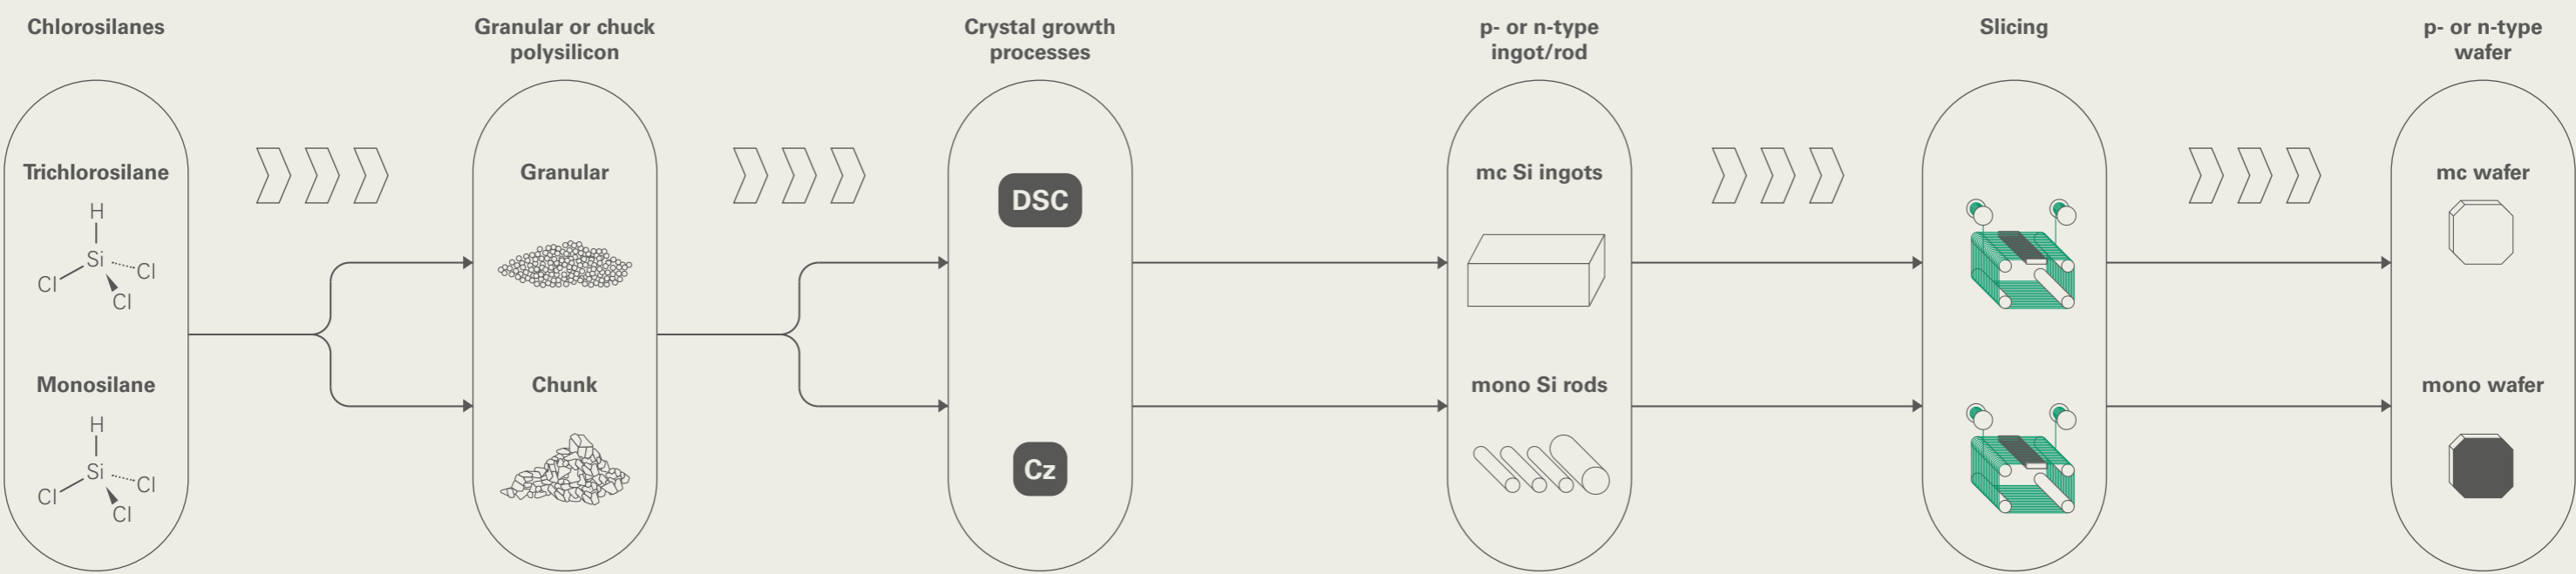 Chlorosilanes
Trichlorosilane
H
Si
Cl
Cl
Cl
Monosilane
H
Si
Cl
Cl
Cl
Granular or chuck
polysilicon
Granular
Chunk
Crystal growth
processes
DSC
Cz
p- or n-type
ingot/rod
mc Si ingots
mono Si rods
Slicing
p- or n-type
wafer
mc wafer
mono wafer